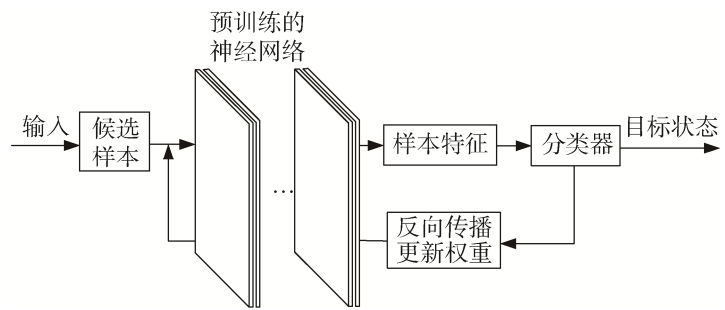 预训练的
神经网络
输入
候选
样本
…
样本特征
分类器
目标状态
反向传播
更新权重